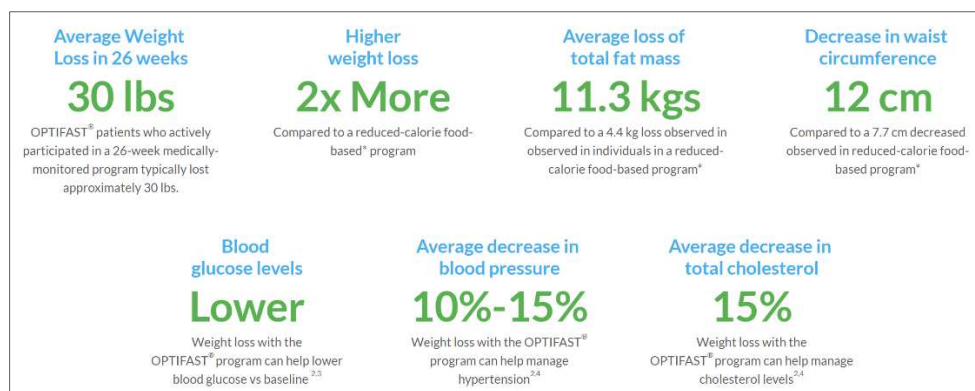 Average Weight
Loss in 26 weeks
30 lbs
OPTIFAST® patients who actively
participated in a 26-week medically-
monitored program typically lost
approximately 30 lbs.
Higher
weight loss
2x More
Compared to a reduced-calorie food-
based* program
Average loss of
total fat mass
11.3 kgs
Compared to a 4.4 kg loss observed in
observed in individuals in a reduced-
calorie food-based program*
Decrease in waist
circumference
12 cm
Compared to a 7.7 cm decreased
observed in reduced-calorie food-
based program*
Blood
glucose levels
Lower
Weight loss with the
OPTIFAST® program can help lower
blood glucose vs baseline 2,3
Average decrease in
blood pressure
10%-15%
Weight loss with the OPTIFAST®
program can help manage
hypertension 2,4
Average decrease in
total cholesterol
15%
Weight loss with the
OPTIFAST® program can help manage
cholesterol levels 2,4